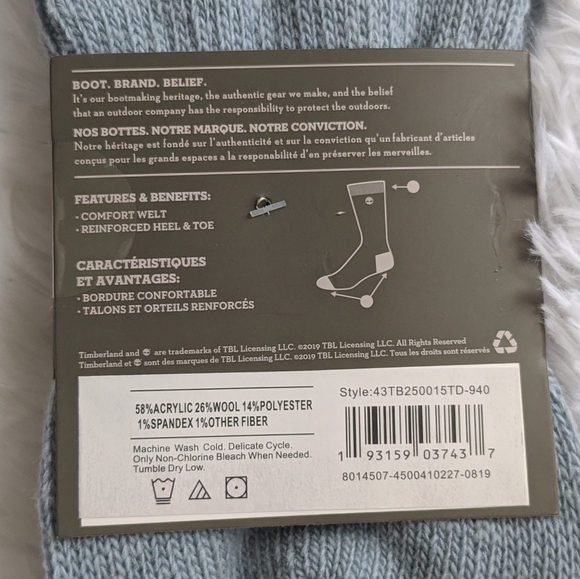 BOOT. BRAND. BELIEF.
It's our bootmaking heritage, the authentic gear we make, and the belief
that an outdoor company has the responsibility to protect the outdoors.
NOS BOTTES. NOTRE MARQUE. NOTRE CONVICTION.
Notre héritage est fondé sur l'authenticité et sur la conviction qu'un fabricant d'articles
conçus pour les grands espaces a la responabilité d'en préserver les merveilles.
FEATURES & BENEFITS:
• COMFORT WELT
• REINFORCED HEEL & TOE
CARACTÉRISTIQUES
ET AVANTAGES:
• BORDURE CONFORTABLE
• TALONS ET ORTEILS RENFORCÉS
Timberland and are trademarks of TBL Licensing LLC. ©2019 TBL Licensing LLC. All Rights Reserved
Timberland et sont des marques de TBL Licensing LLC. ©2019 TBL Licensing LLC. Tous les droits sont réservés
58%ACRYLIC 26%WOOL 14%POLYESTER
1%SPANDEX 1%OTHER FIBER
Machine Wash Cold. Delicate Cycle.
Only Non-Chlorine Bleach When Needed.
Tumble Dry Low.
Style:43TB250015TD-940
1 93159 03743 7
8014507-4500410227-0819